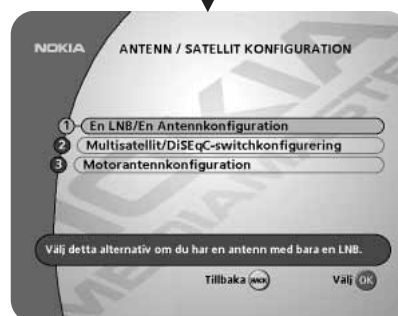 NOKIA
ANTENN / SATELLIT KONFIGURATION
1 En LNB/En Antennkonfiguration
2 Multisatellit/DiSEqC-switchkonfigurering
3 Motorantennkonfiguration
Välj detta alternativ om du har en antenn med bara en LNB.
Tillbaka BACK Välj OK